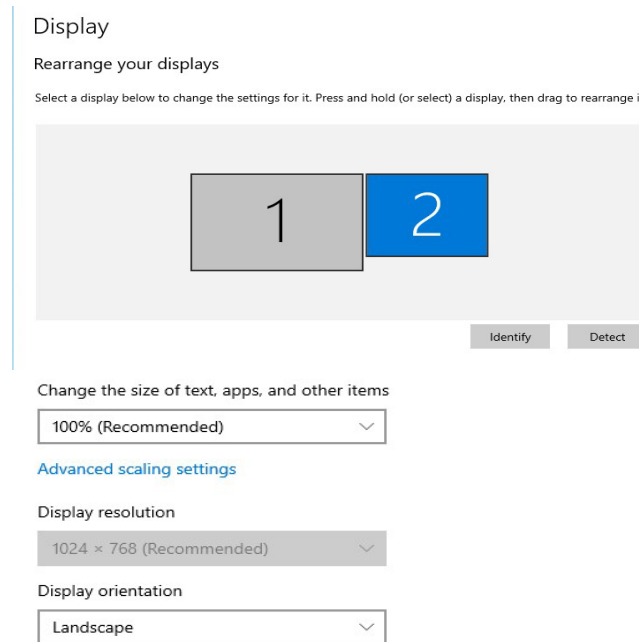 Display
Rearrange your displays
Select a display below to change the settings for it. Press and hold (or select) a display, then drag to rearrange i
1
2
Identify
Detect
Change the size of text, apps, and other items
100% (Recommended)
Advanced scaling settings
Display resolution
1024 × 768 (Recommended)
Display orientation
Landscape